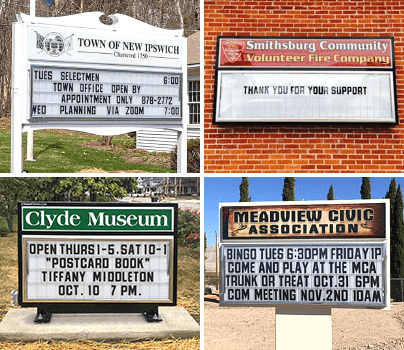 TOWN OF NEW IPSWICH
Chartered 1750
TUES SELECTMEN 6:00
TOWN OFFICE OPEN BY
APPOINTMENT ONLY 878-2772
WED PLANNING VIA ZOOM 7:00
Smithsburg Community
Volunteer Fire Company
THANK YOU FOR YOUR SUPPORT
Clyde Museum
OPEN THURS 1-5. SAT 10-1
"POSTCARD BOOK"
TIFFANY MIDDLETON
OCT. 10 7 PM.
MEADVIEW CIVIC
ASSOCIATION
BINGO TUES 6:30PM FRIDAY 1P
COME AND PLAY AT THE MCA
TRUNK OR TREAT OCT.31 6PM
COM MEETING NOV.2ND 10AM